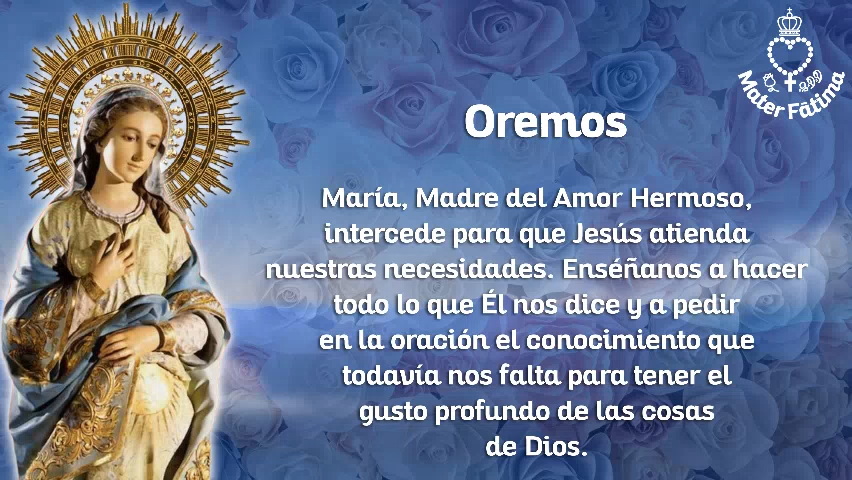 Mater Fātima
Oremos
María, Madre del Amor Hermoso,
intercede para que Jesús atienda
nuestras necesidades. Enséñanos a hacer
todo lo que Él nos dice y a pedir
en la oración el conocimiento que
todavía nos falta para tener el
gusto profundo de las cosas
de Dios.